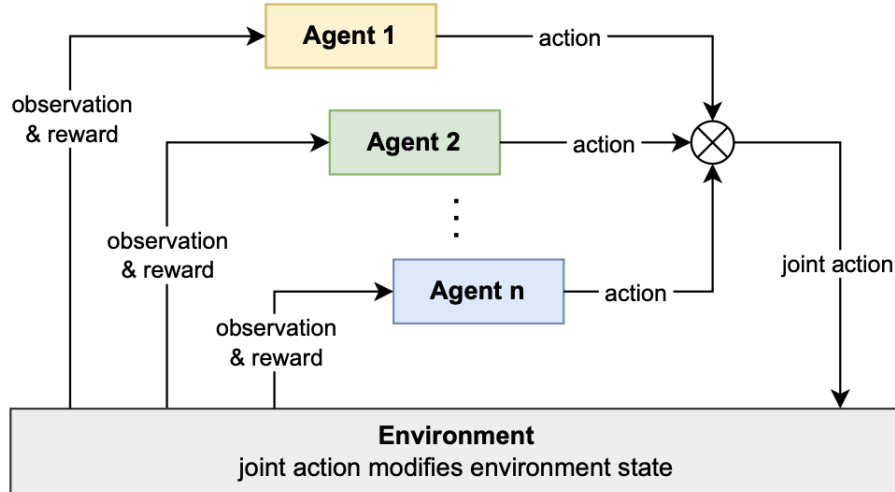 Agent 1
action
observation
& reward
Agent 2
action
observation
& reward
Agent n
action
observation
& reward
joint action
Environment
joint action modifies environment state